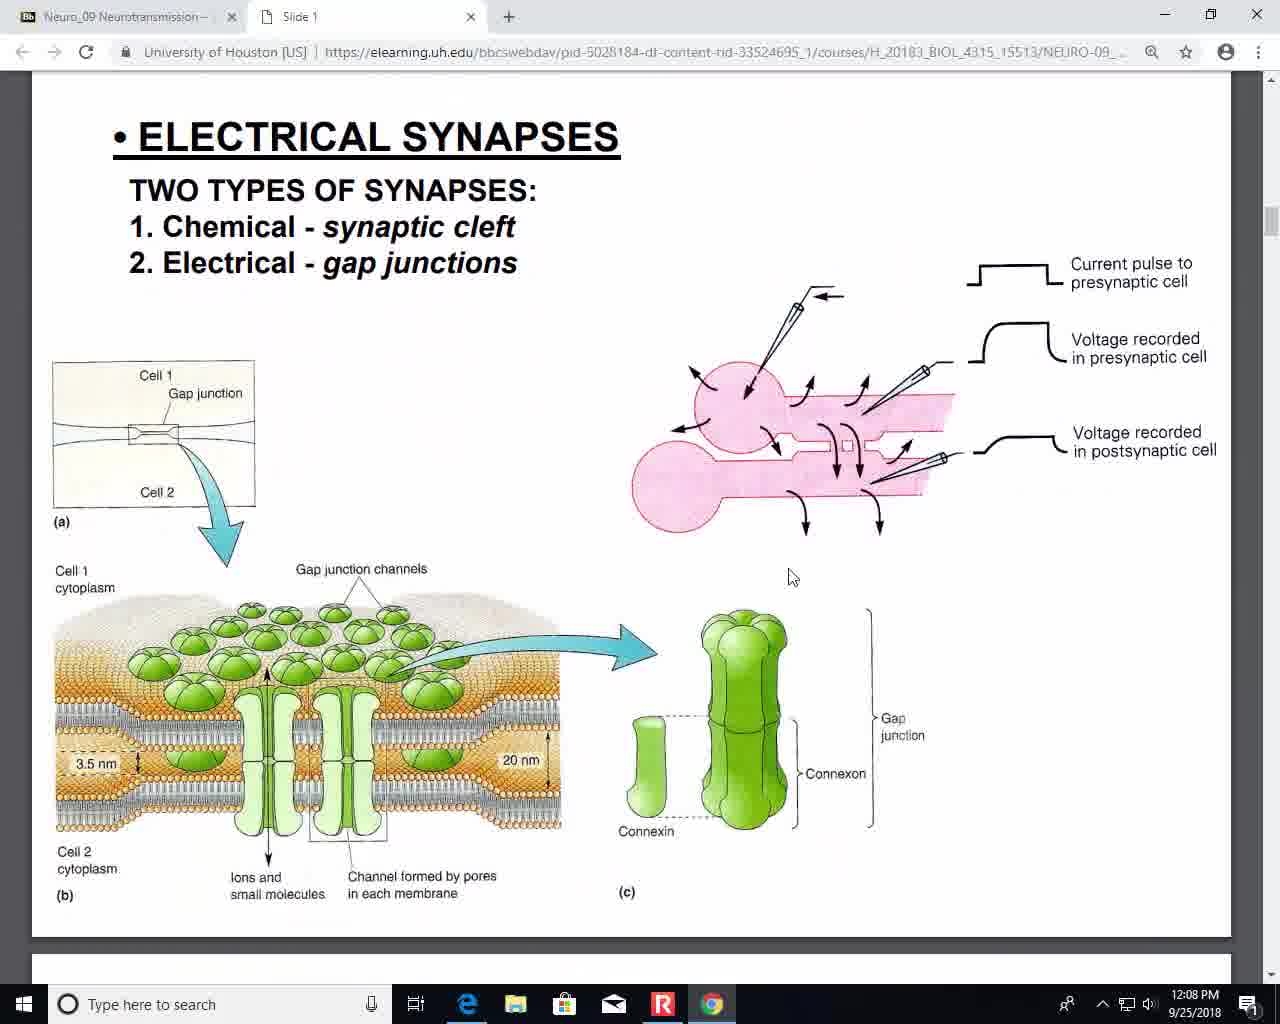 Bb Neuro_09 Neurotransmission –
Slide 1
University of Houston [US] | https://elearning.uh.edu/bbcswebdav/pid-5028184-dt-content-rid-33524695_1/courses/H_20183_BIOL_4315_15513/NEURO-09_...
• ELECTRICAL SYNAPSES
TWO TYPES OF SYNAPSES:
1. Chemical - synaptic cleft
2. Electrical - gap junctions
Current pulse to
presynaptic cell
Voltage recorded
in presynaptic cell
Voltage recorded
in postsynaptic cell
Cell 1
Gap junction
Cell 2
(a)
Cell 1
cytoplasm
Gap junction channels
3.5 nm
20 nm
Cell 2
cytoplasm
Ions and
small molecules
Channel formed by pores
in each membrane
(b)
Gap
junction
Connexon
Connexin
(c)
Type here to search
R
12:08 PM
9/25/2018
1